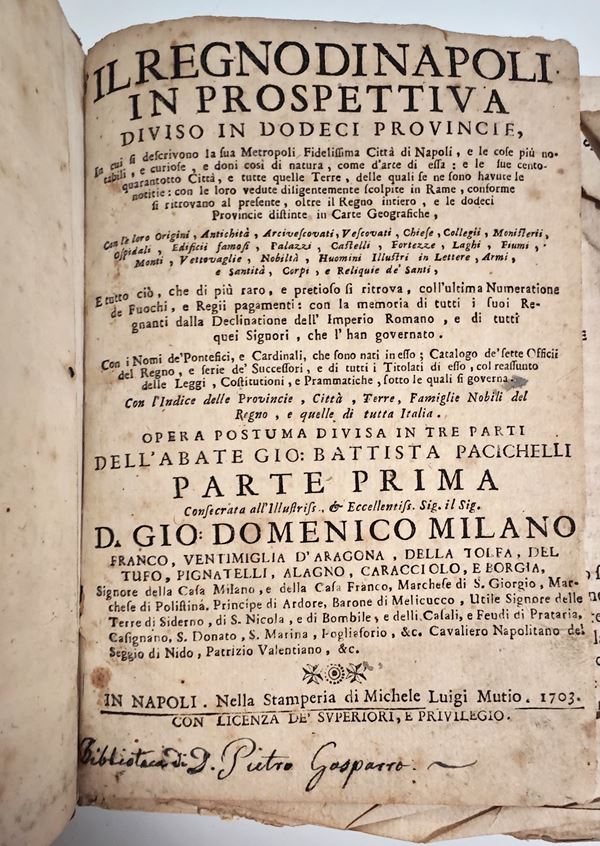 IL REGNO DI NAPOLI
IN PROSPETTIVA
DIVISO IN DODECI PROVINCIE,
In cui si descrivono la sua Metropoli Fidelissima Città di Napoli, e le cose più no-
tabili, e curiose, e doni così di natura, come d'arte di essa: e le sue cento-
quarantotto Città, e tutte quelle Terre, delle quali se ne sono havute le
notitie: con le loro vedute diligentemente scolpite in Rame, conforme
si ritrovano al presente, oltre il Regno intiero, e le dodeci
Provincie distinte in Carte Geografiche,
Con le loro Origini, Antichità, Arcivescovati, Vescovati, Chiese, Collegii, Monisterii,
Ospidali, Edificii famosi, Palazzi, Castelli, Fortezze, Laghi, Fiumi,
Monti, Vettovaglie, Nobiltà, Huomini Illustri in Lettere, Armi,
e Santità, Corpi, e Reliquie de' Santi,
E tutto ciò, che di più raro, e pretioso si ritrova, coll'ultima Numeratione
de Fuochi, e Regii pagamenti: con la memoria di tutti i suoi Re-
gnanti dalla Declinatione dell' Imperio Romano, e di tutti
quei Signori, che l' han governato.
Con i Nomi de' Pontefici, e Cardinali, che sono nati in esso; Catalogo de' sette Officii
del Regno, e serie de' Successori, e di tutti i Titolati di esso, col reassunto
delle Leggi, Costitutioni, e Prammatiche, sotto le quali si governa.
Con l'Indice delle Provincie, Città, Terre, Famiglie Nobili del
Regno, e quelle di tutta Italia.
OPERA POSTUMA DIVISA IN TRE PARTI
DELL'ABATE GIO: BATTISTA PACICHELLI
PARTE PRIMA
Consecrata all'Illustriss., & Eccellentiss. Sig. il Sig.
D. GIO: DOMENICO MILANO
FRANCO, VENTIMIGLIA D'ARAGONA, DELLA TOLFA, DEL
TUFO, PIGNATELLI, ALAGNO, CARACCIOLO, E BORGIA,
Signore della Casa Milano, e della Casa Franco, Marchese di S. Giorgio, Mar-
chese di Polistina, Principe di Ardore, Barone di Melicucco, Utile Signore delle
Terre di Siderno, di S. Nicola, e di Bombile, e delli Casali, e Feudi di Prataria,
Casignano, S. Donato, S. Marina, Fogliaforio, &c. Cavaliero Napolitano del
Seggio di Nido, Patrizio Valentiano, &c.
IN NAPOLI. Nella Stamperia di Michele Luigi Mutio. 1703.
CON LICENZA DE' SVPERIORI, E PRIVILEGIO.
Biblioteca di D. Pietro Gasparro.